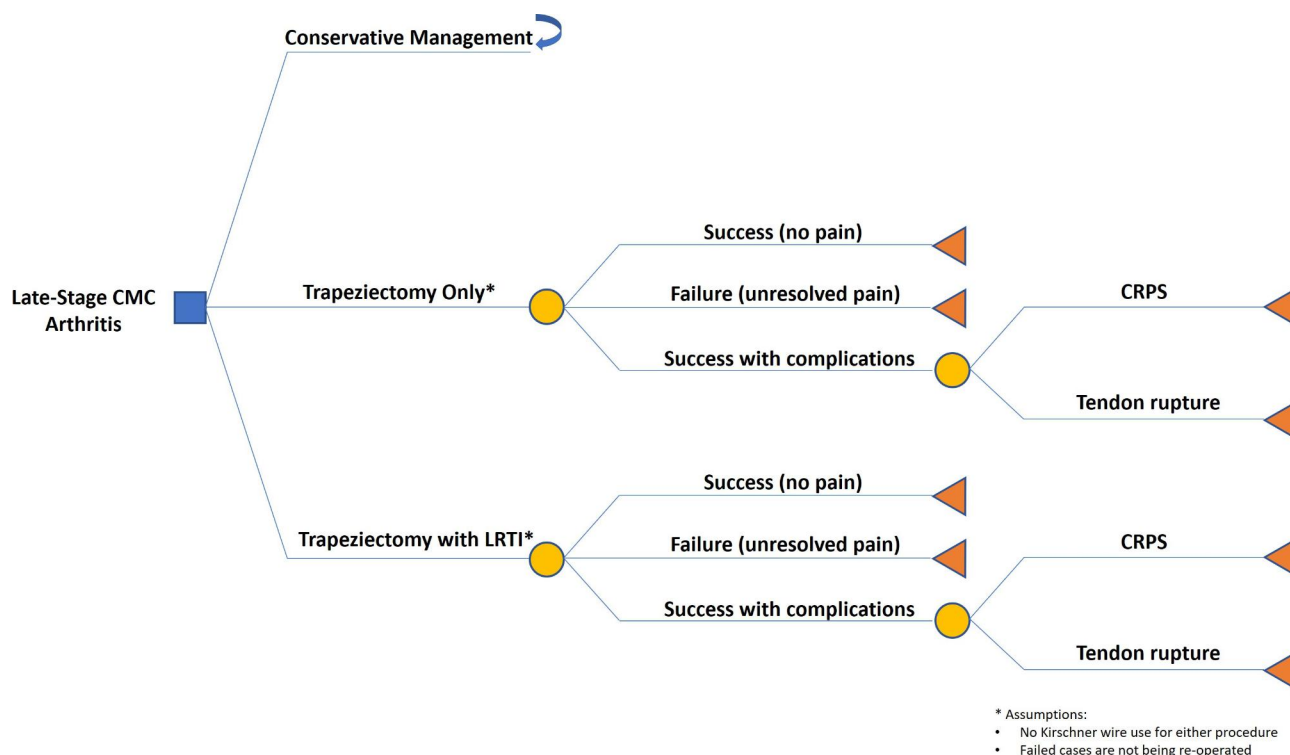 Conservative Management
Success (no pain)
Late-Stage CMC
Arthritis
Trapeziectomy Only*
Failure (unresolved pain)
CRPS
Success with complications
Tendon rupture
Success (no pain)
Trapeziectomy with LRTI*
Failure (unresolved pain)
CRPS
Success with complications
Tendon rupture
* Assumptions:
• No Kirschner wire use for either procedure
• Failed cases are not being re-operated